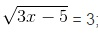 √(3x − 5) = 3;